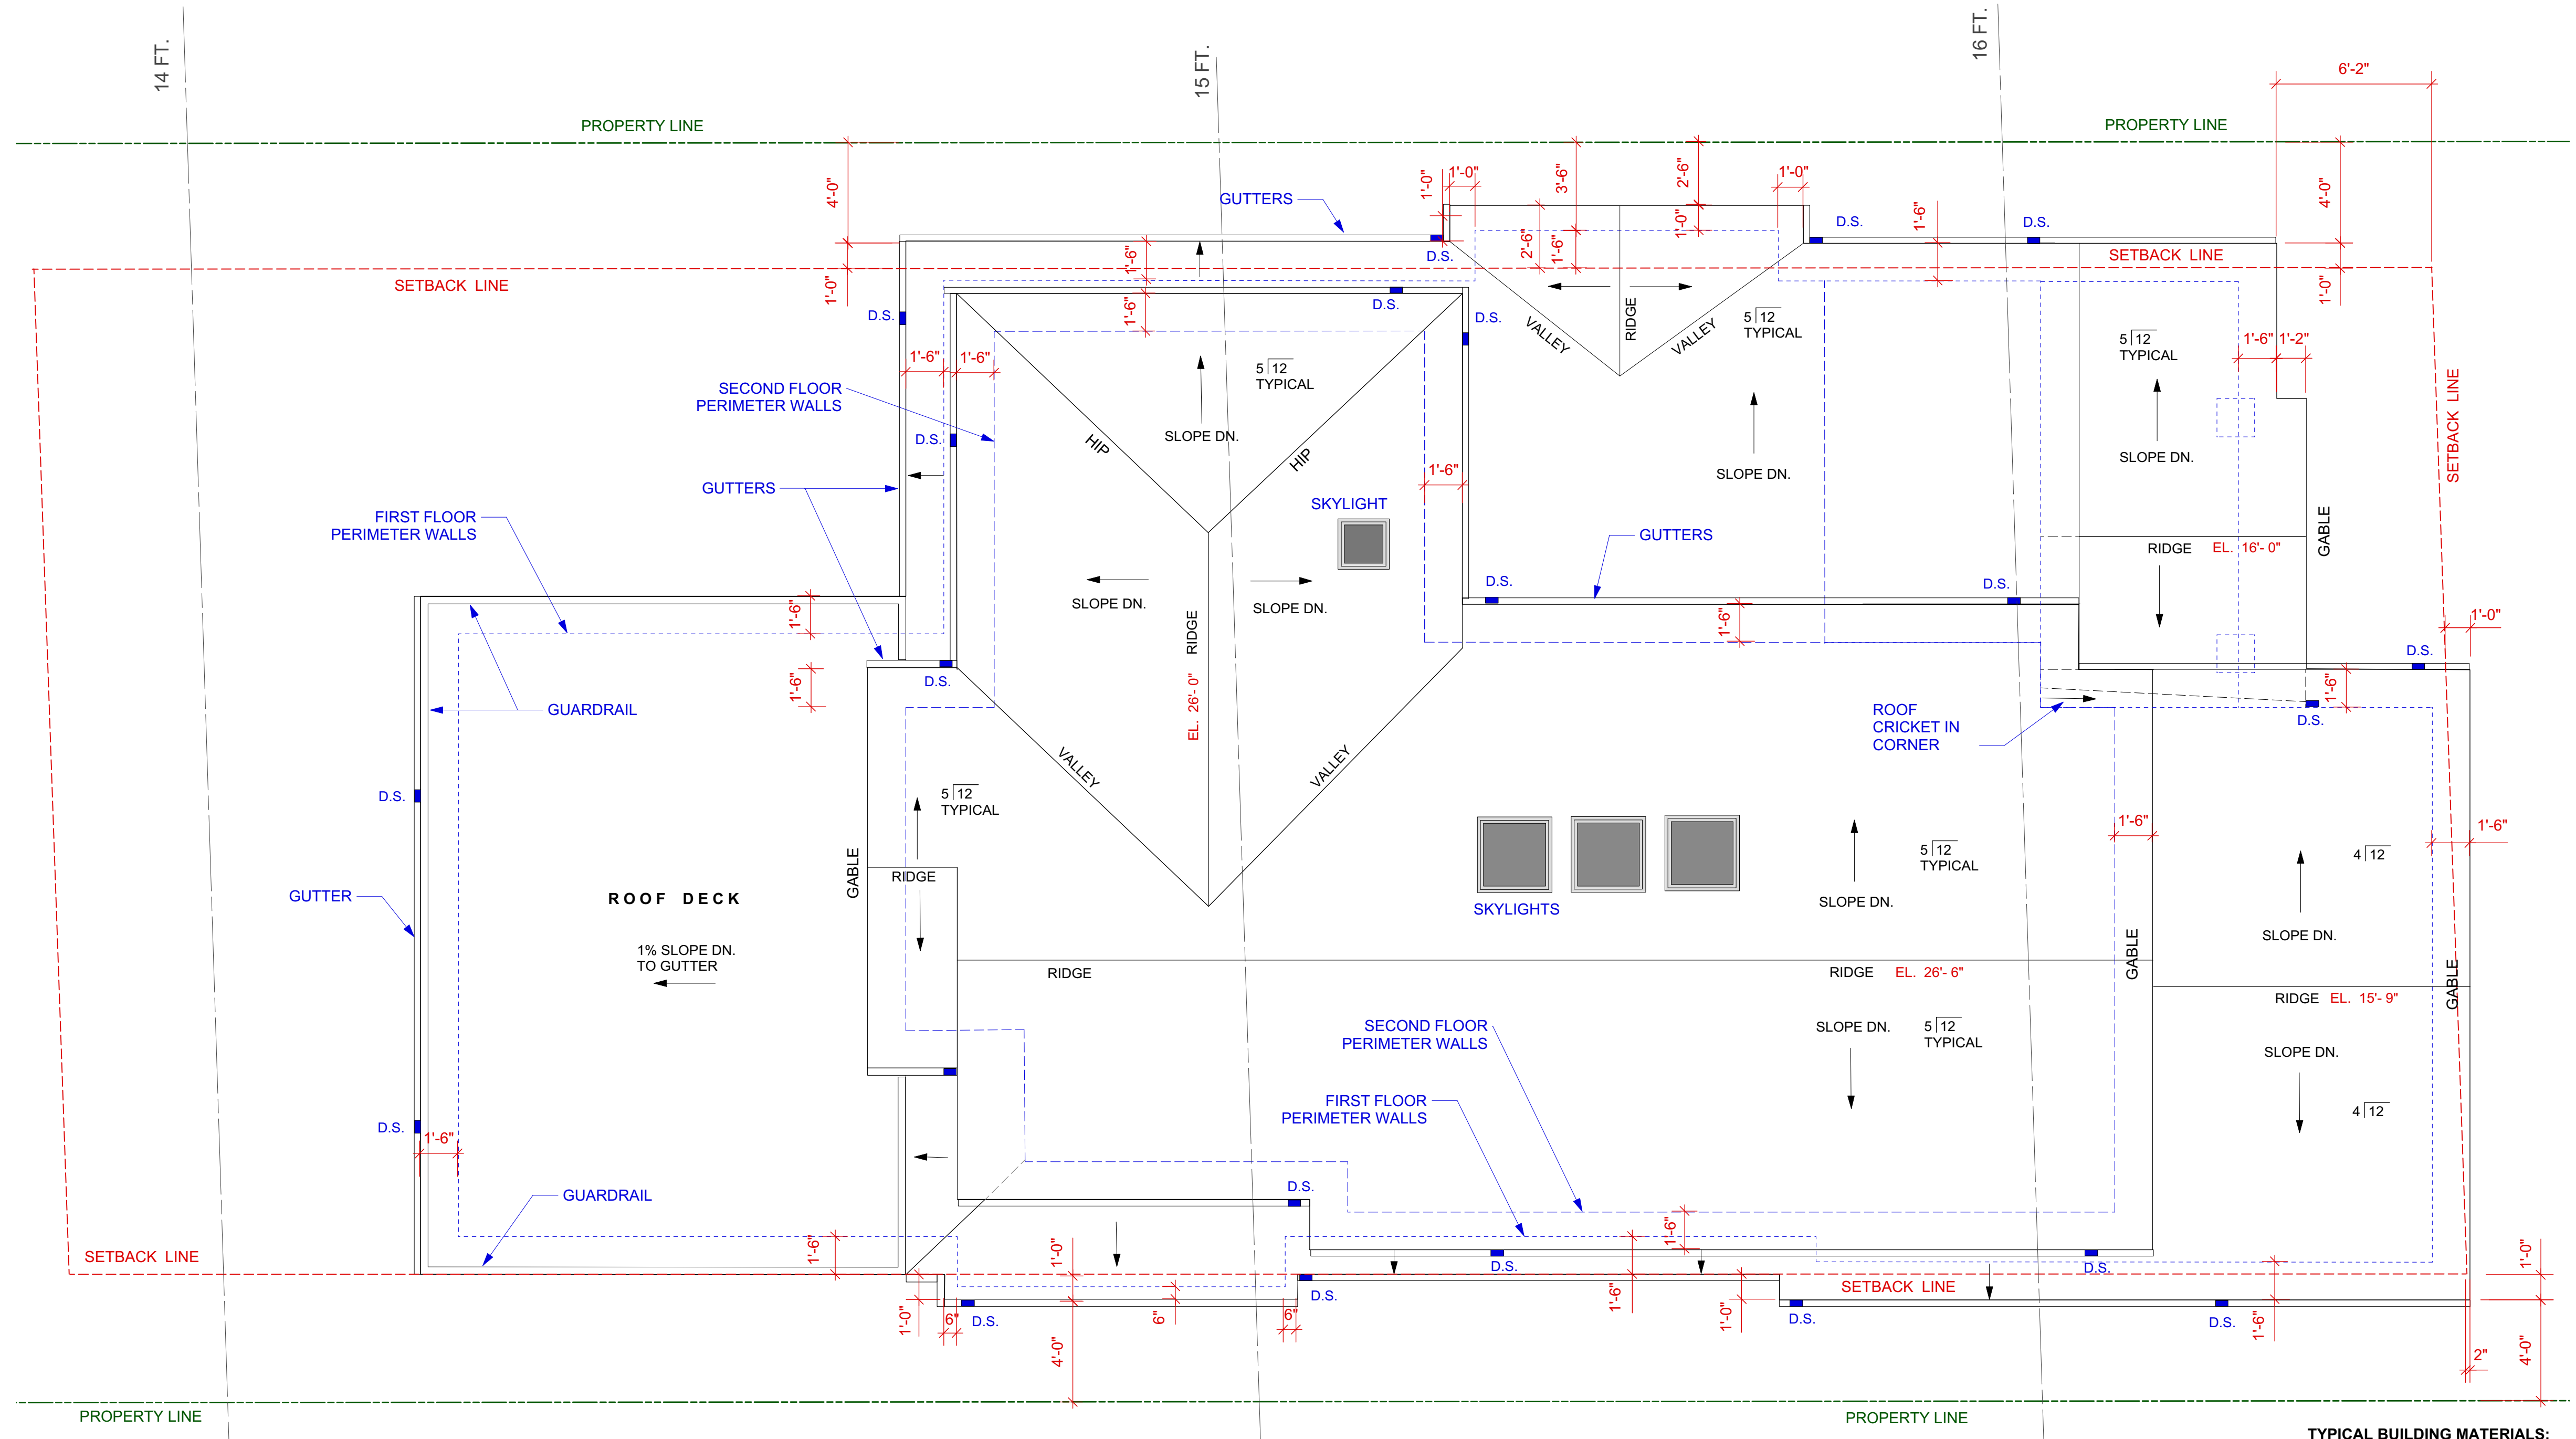 14 FT.
15 FT.
16 FT.
6'-2"
PROPERTY LINE
PROPERTY LINE
4'-0"
1'-0"
GUTTERS
1'-0"
1'-0"
3'-6"
2'-6"
1'-0"
1'-0"
2'-6"
1'-6"
D.S.
D.S.
D.S.
1'-6"
4'-0"
1'-0"
SETBACK LINE
SETBACK LINE
D.S.
1'-6"
1'-6"
D.S.
D.S.
VALLEY
RIDGE
VALLEY
5 12
TYPICAL
5 12
TYPICAL
1'-6"
1'-2"
1'-6"
1'-6"
SECOND FLOOR
PERIMETER WALLS
5 12
TYPICAL
SLOPE DN.
D.S.
HIP
HIP
1'-6"
SLOPE DN.
SLOPE DN.
SETBACK LINE
GUTTERS
SKYLIGHT
FIRST FLOOR
PERIMETER WALLS
GUTTERS
RIDGE
EL. 16'- 0"
GABLE
SLOPE DN.
SLOPE DN.
D.S.
D.S.
1'-6"
1'-6"
1'-0"
RIDGE
EL. 26'- 0"
D.S.
D.S.
1'-6"
1'-6"
GUARDRAIL
ROOF
CRICKET IN
CORNER
D.S.
VALLEY
VALLEY
D.S.
5 12
TYPICAL
1'-6"
1'-6"
5 12
TYPICAL
4 12
GABLE
RIDGE
GUTTER
ROOF DECK
SKYLIGHTS
SLOPE DN.
GABLE
SLOPE DN.
1% SLOPE DN.
TO GUTTER
RIDGE
RIDGE
EL. 26'- 6"
GABLE
RIDGE
EL. 15'- 9"
SECOND FLOOR
PERIMETER WALLS
SLOPE DN.
5 12
TYPICAL
SLOPE DN.
FIRST FLOOR
PERIMETER WALLS
4 12
D.S.
1'-6"
GUARDRAIL
D.S.
1'-6"
1'-0"
1'-6"
SETBACK LINE
D.S.
D.S.
1'-0"
SETBACK LINE
D.S.
1'-0"
6"
D.S.
6"
6"
1'-6"
1'-0"
D.S.
D.S.
1'-6"
4'-0"
2"
4'-0"
PROPERTY LINE
PROPERTY LINE
TYPICAL BUILDING MATERIALS: